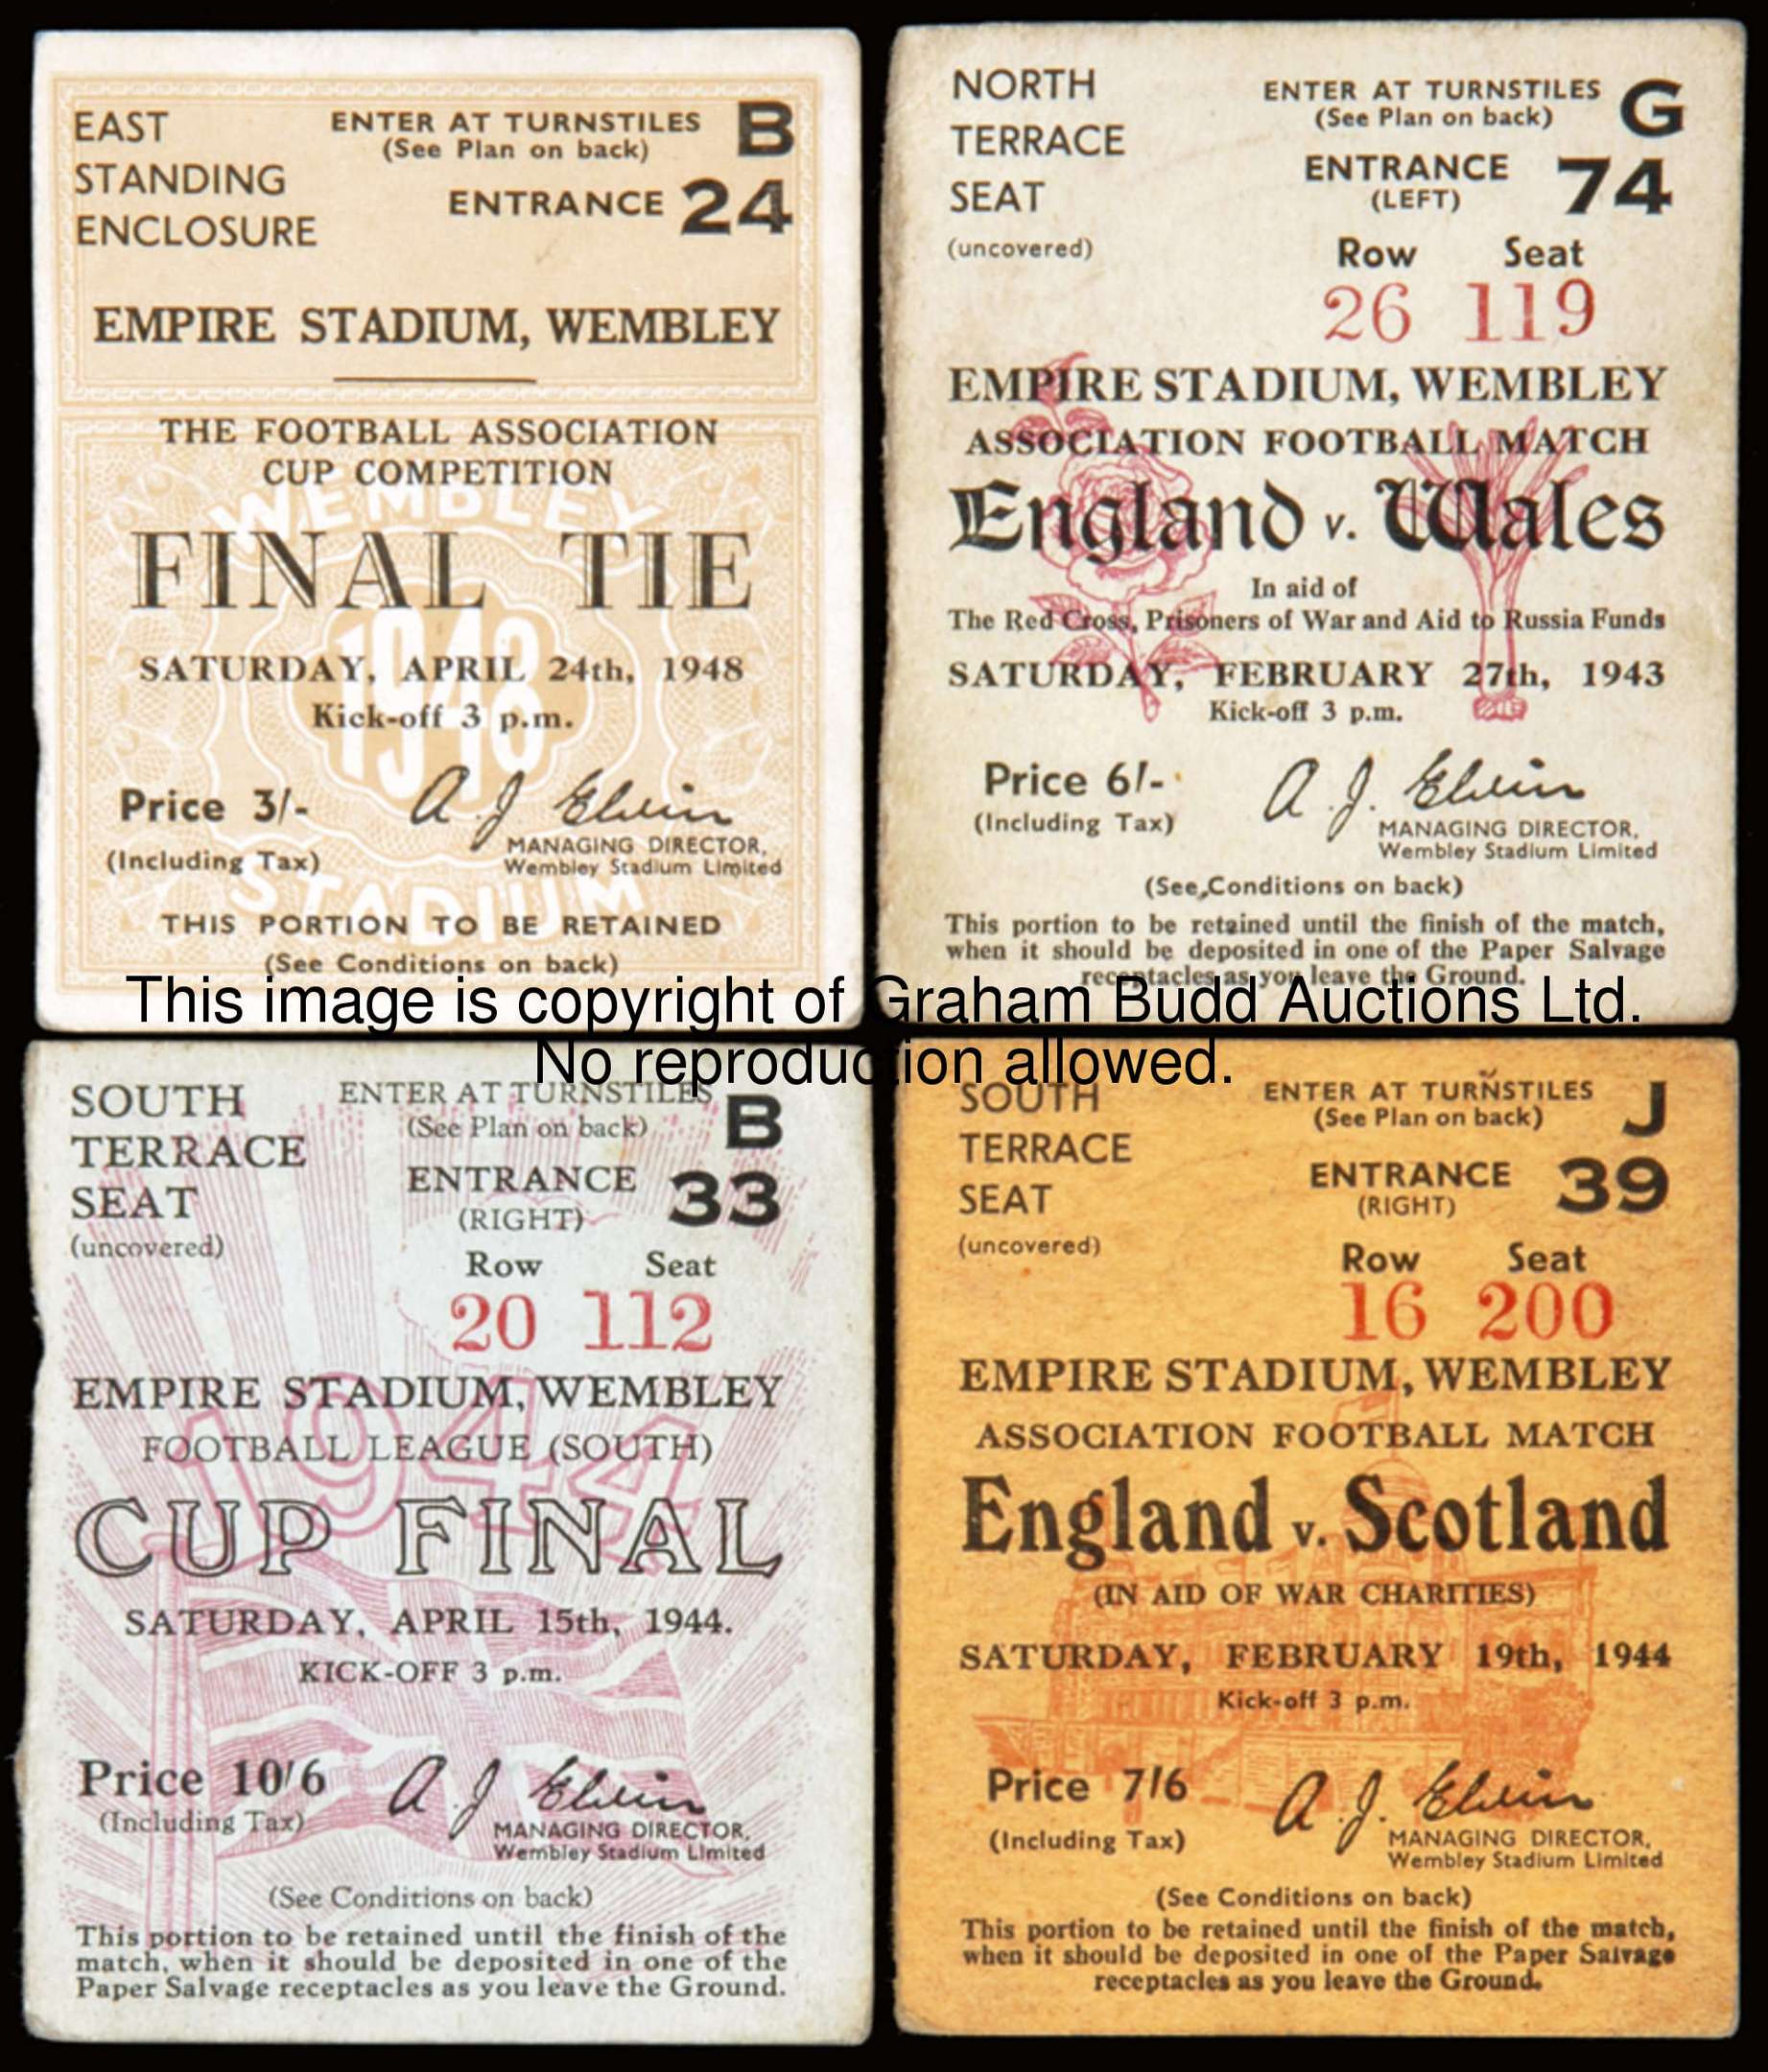 EAST
STANDING
ENCLOSURE
ENTER AT TURNSTILES
(See Plan on back)
B
ENTRANCE 24
EMPIRE STADIUM, WEMBLEY
THE FOOTBALL ASSOCIATION
CUP COMPETITION
WEMBLEY
FINAL TIE
1948
SATURDAY, APRIL 24th, 1948
1948
Kick-off 3 p.m.
Price 3/-
(Including Tax)
A. J. Elvin
MANAGING DIRECTOR,
Wembley Stadium Limited
STADIUM
THIS PORTION TO BE RETAINED
(See Conditions on back)
NORTH
TERRACE
SEAT
(uncovered)
ENTER AT TURNSTILES
(See Plan on back)
G
ENTRANCE
(LEFT)
74
Row Seat
26 119
EMPIRE STADIUM, WEMBLEY
ASSOCIATION FOOTBALL MATCH
England v. Wales
In aid of
The Red Cross, Prisoners of War and Aid to Russia Funds
SATURDAY, FEBRUARY 27th, 1943
Kick-off 3 p.m.
Price 6/-
(Including Tax)
A. J. Elvin
MANAGING DIRECTOR,
Wembley Stadium Limited
(See Conditions on back)
This portion to be retained until the finish of the match,
when it should be deposited in one of the Paper Salvage
receptacles as you leave the Ground.
This image is copyright of Graham Budd Auctions Ltd.
No reproduction allowed.
SOUTH
TERRACE
SEAT
(uncovered)
ENTER AT TURNSTILES
(See Plan on back)
B
ENTRANCE
(RIGHT)
33
Row Seat
20 112
1944
EMPIRE STADIUM, WEMBLEY
FOOTBALL LEAGUE (SOUTH)
CUP FINAL
SATURDAY, APRIL 15th, 1944.
KICK-OFF 3 p.m.
Price 10/6
(Including Tax)
A. J. Elvin
MANAGING DIRECTOR,
Wembley Stadium Limited
(See Conditions on back)
This portion to be retained until the finish of the
match, when it should be deposited in one of the
Paper Salvage receptacles as you leave the Ground.
SOUTH
TERRACE
SEAT
(uncovered)
ENTER AT TURNSTILES
(See Plan on back)
J
ENTRANCE
(RIGHT)
39
Row Seat
16 200
EMPIRE STADIUM, WEMBLEY
ASSOCIATION FOOTBALL MATCH
England v. Scotland
(IN AID OF WAR CHARITIES)
SATURDAY, FEBRUARY 19th, 1944
Kick-off 3 p.m.
Price 7/6
(Including Tax)
A. J. Elvin
MANAGING DIRECTOR,
Wembley Stadium Limited
(See Conditions on back)
This portion to be retained until the finish of the match,
when it should be deposited in one of the Paper Salvage
receptacles as you leave the Ground.